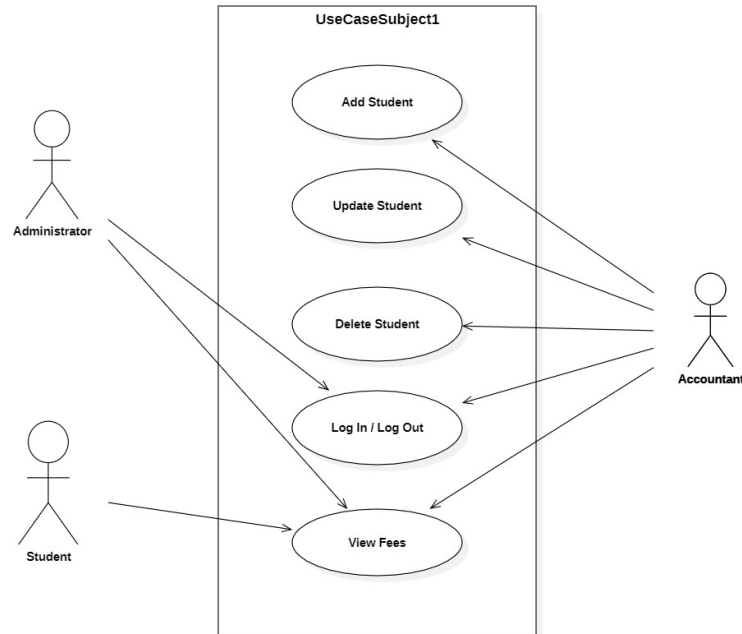 UseCaseSubject1
Add Student
Update Student
Administrator
Delete Student
Accountant
Log In / Log Out
View Fees
Student